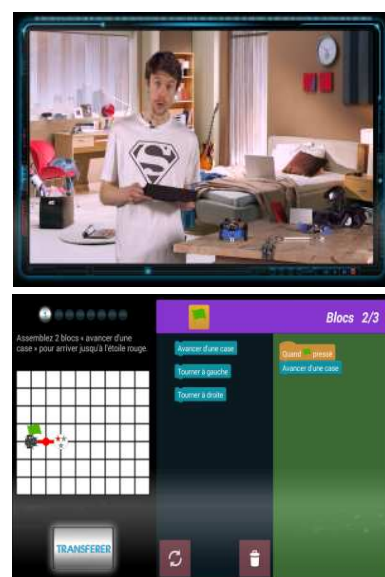 1
Blocs 2/3
Assemblez 2 blocs « avancer d'une
case » pour arriver jusqu'à l'étoile rouge.
Avancer d'une case
Tourner à gauche
Tourner à droite
Quand pressé
Avancer d'une case
TRANSFERER